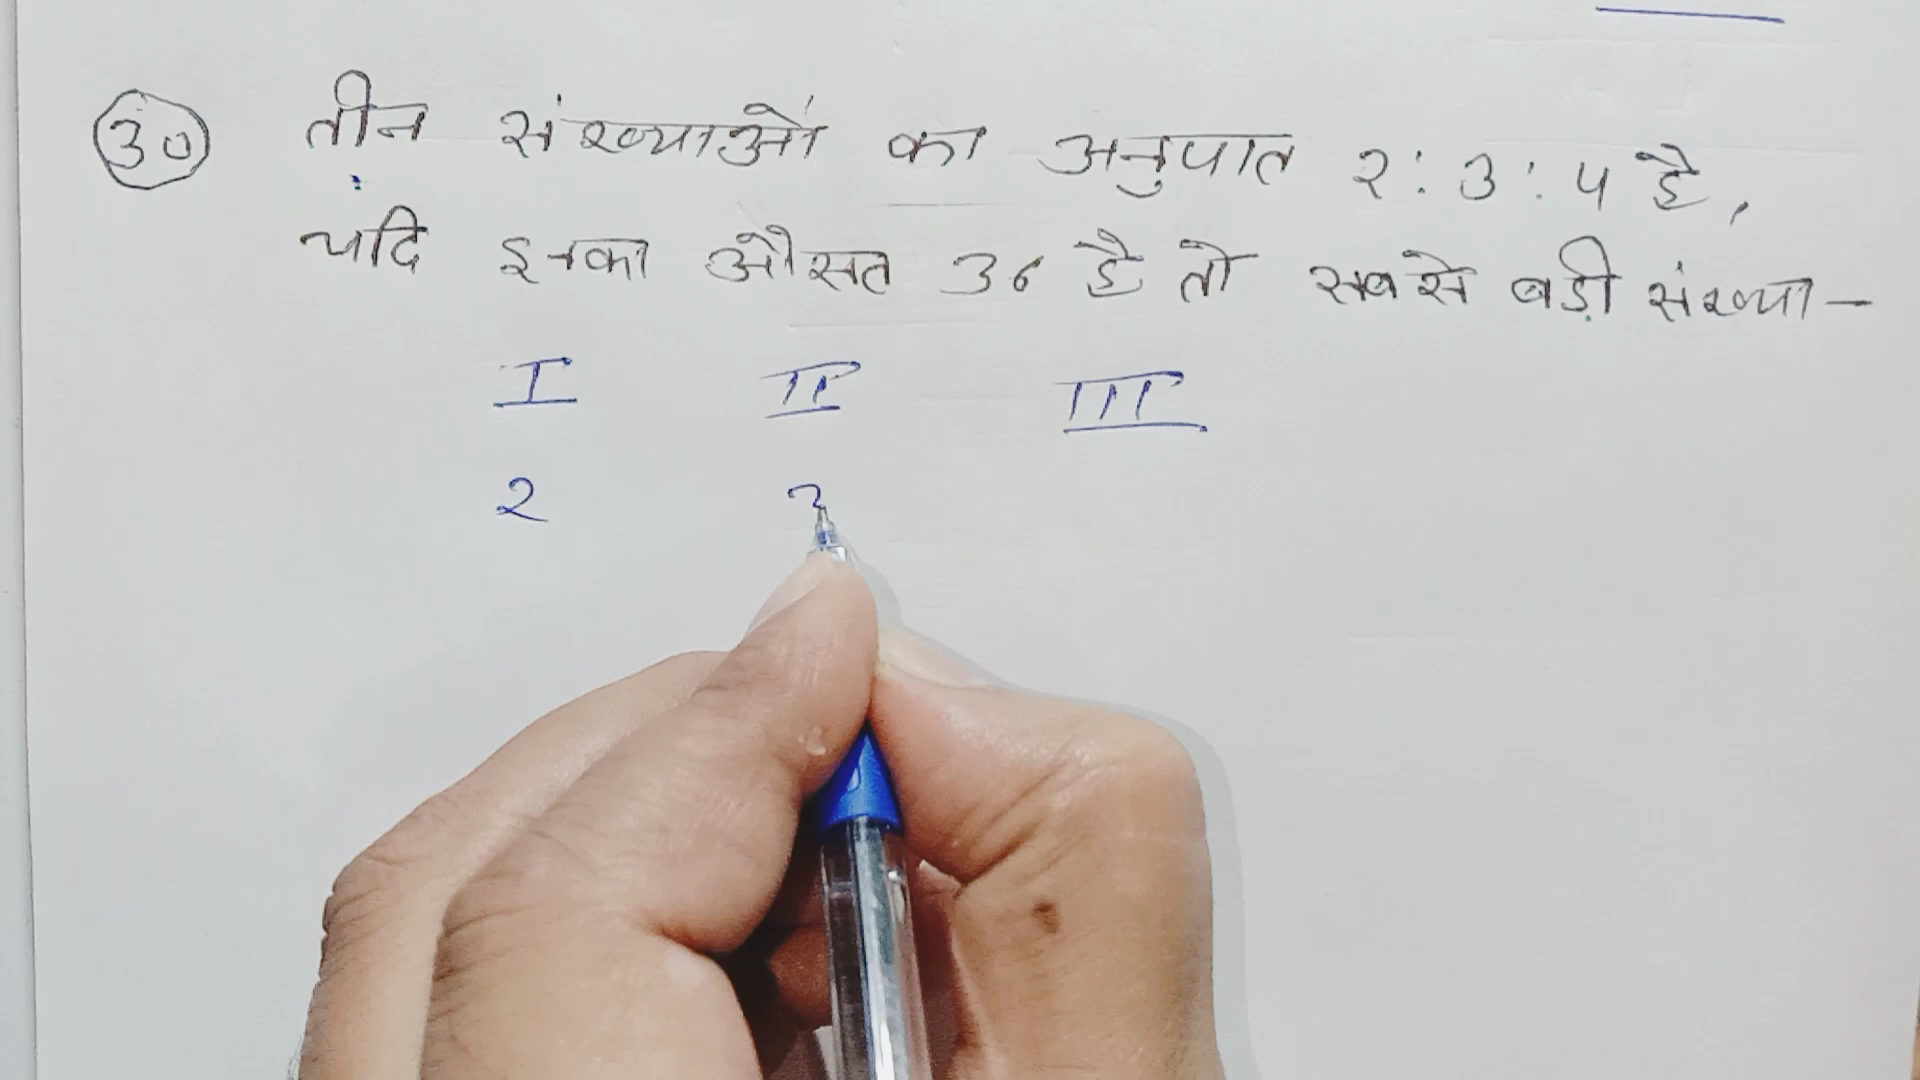 30 तीन संख्याओं का अनुपात 2 : 3 : 4 है,
यदि इनका औसत 36 है तो सबसे बड़ी संख्या -
I II III
2 3